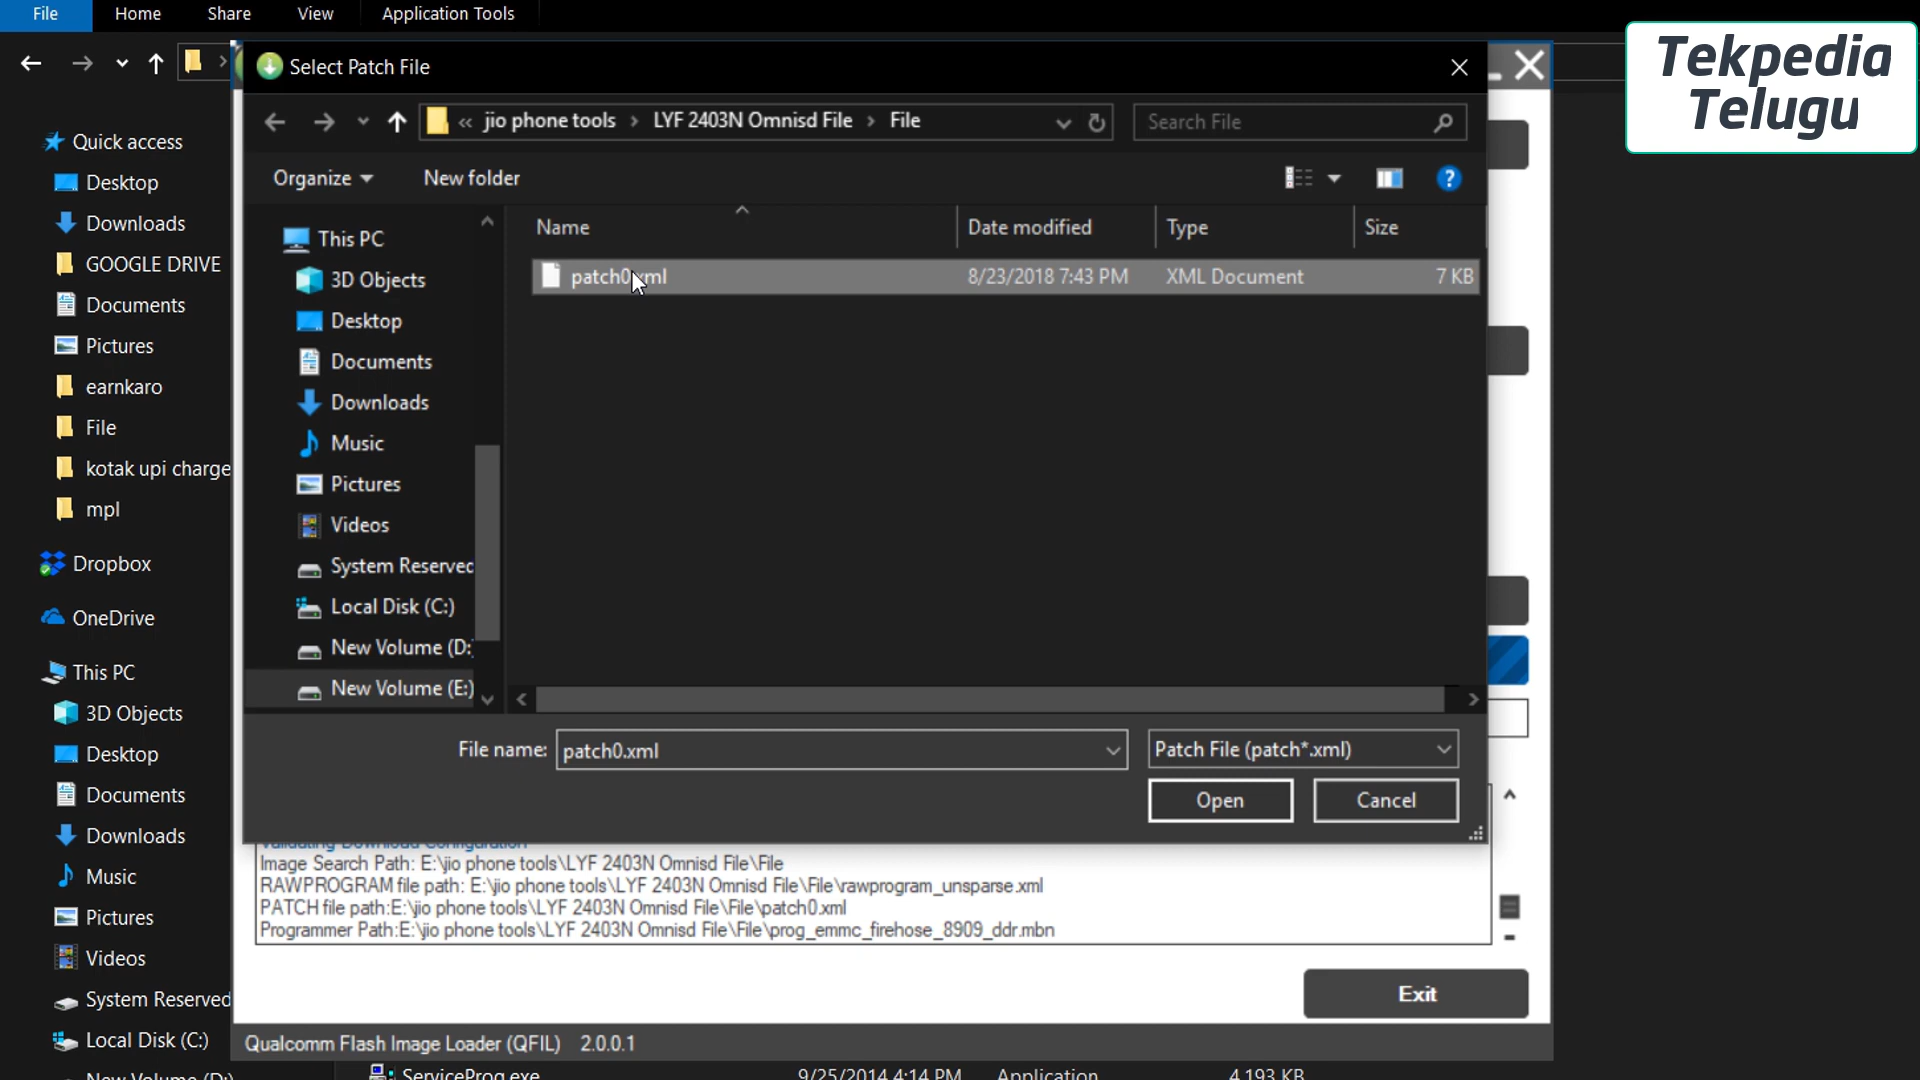 File Home Share View Application Tools
Tekpedia
Telugu
Select Patch File
« jio phone tools › LYF 2403N Omnisd File › File
Search File
Organize New folder
Name Date modified Type Size
patch0.xml 8/23/2018 7:43 PM XML Document 7 KB
Quick access
Desktop
Downloads
GOOGLE DRIVE
Documents
Pictures
earnkaro
File
kotak upi charge
mpl
Dropbox
OneDrive
This PC
3D Objects
Desktop
Documents
Downloads
Music
Pictures
Videos
System Reserved
Local Disk (C:)
New Volume (D:)
This PC
3D Objects
Desktop
Documents
Downloads
Music
Pictures
Videos
System Reserved
Local Disk (C:)
New Volume (D:
New Volume (E:)
File name: patch0.xml Patch File (patch*.xml)
Open Cancel
Validating Download Configuration
Image Search Path: E:\jio phone tools\LYF 2403N Omnisd File\File
RAWPROGRAM file path: E:\jio phone tools\LYF 2403N Omnisd File\File\rawprogram_unsparse.xml
PATCH file path:E:\jio phone tools\LYF 2403N Omnisd File\File\patch0.xml
Programmer Path:E:\jio phone tools\LYF 2403N Omnisd File\File\prog_emmc_firehose_8909_ddr.mbn
Exit
Qualcomm Flash Image Loader (QFIL) 2.0.0.1
ServiceProg.exe 9/25/2014 4:14 PM Application 4,193 KB